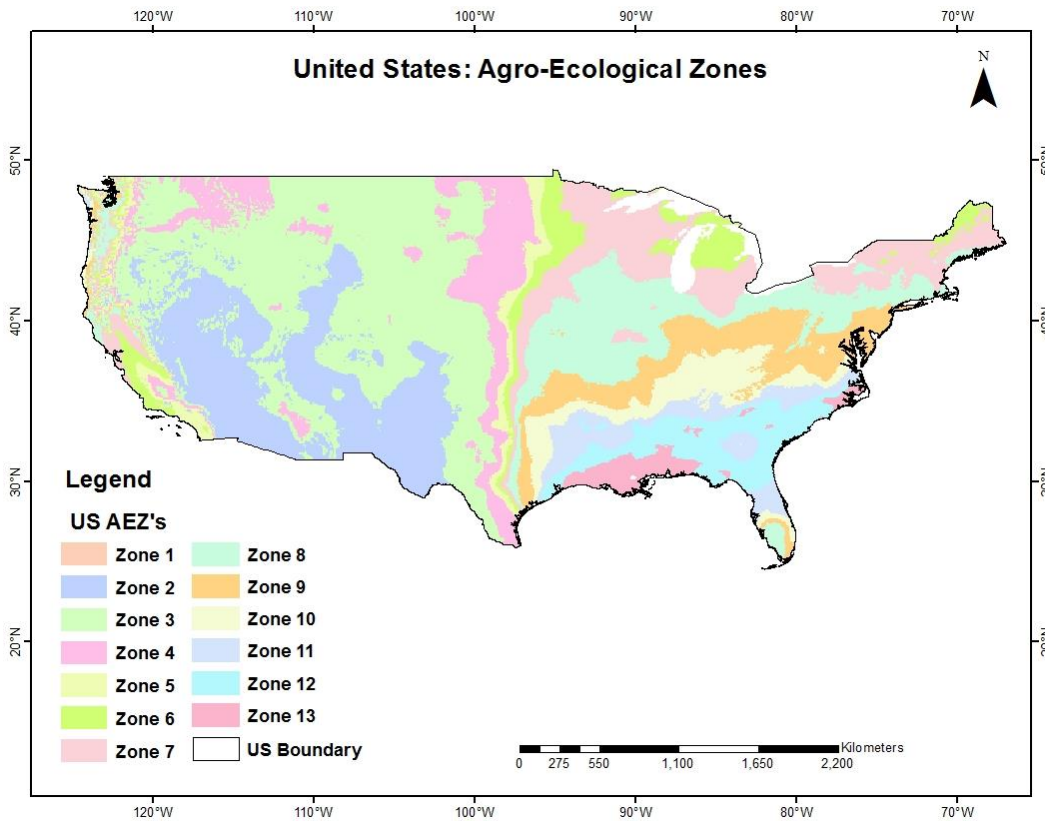 120°W 110°W 100°W 90°W 80°W 70°W
United States: Agro-Ecological Zones
N
50°N 50°N
40°N 40°N
30°N 30°N
20°N 20°N
Legend
US AEZ's
Zone 1 Zone 8
Zone 2 Zone 9
Zone 3 Zone 10
Zone 4 Zone 11
Zone 5 Zone 12
Zone 6 Zone 13
Zone 7 US Boundary
Kilometers
0 275 550 1,100 1,650 2,200
120°W 110°W 100°W 90°W 80°W 70°W